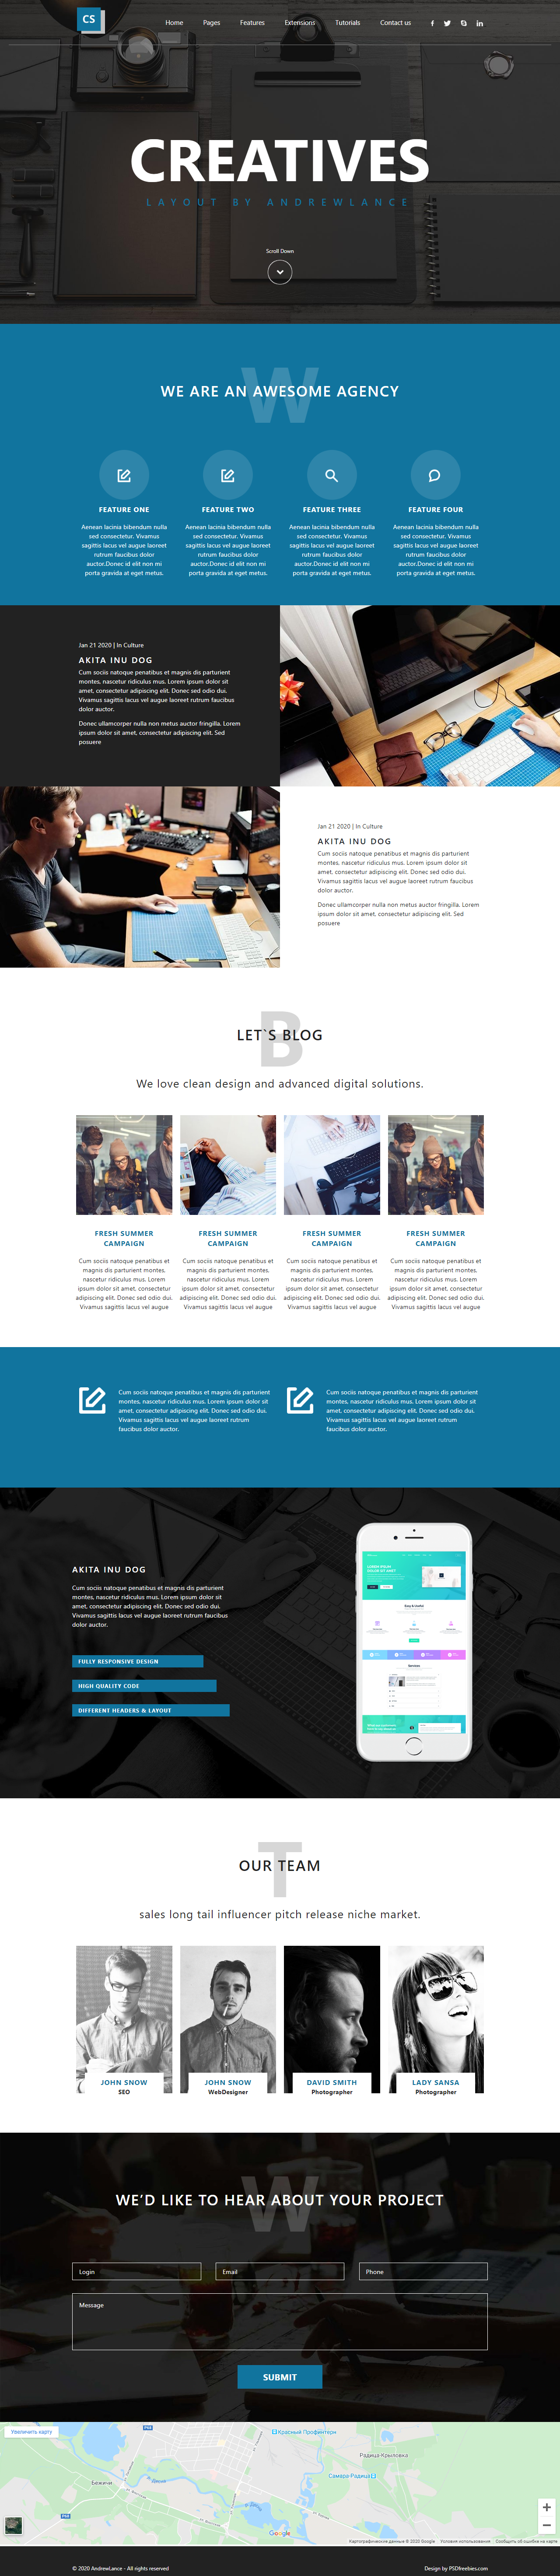 CS
Home Pages Features Extensions Tutorials Contact us
CREATIVES
LAYOUT BY ANDREWLANCE
Scroll Down
W
WE ARE AN AWESOME AGENCY
FEATURE ONE
Aenean lacinia bibendum nulla
sed consectetur. Vivamus
sagittis lacus vel augue laoreet
rutrum faucibus dolor
auctor.Donec id elit non mi
porta gravida at eget metus.
FEATURE TWO
Aenean lacinia bibendum nulla
sed consectetur. Vivamus
sagittis lacus vel augue laoreet
rutrum faucibus dolor
auctor.Donec id elit non mi
porta gravida at eget metus.
FEATURE THREE
Aenean lacinia bibendum nulla
sed consectetur. Vivamus
sagittis lacus vel augue laoreet
rutrum faucibus dolor
auctor.Donec id elit non mi
porta gravida at eget metus.
FEATURE FOUR
Aenean lacinia bibendum nulla
sed consectetur. Vivamus
sagittis lacus vel augue laoreet
rutrum faucibus dolor
auctor.Donec id elit non mi
porta gravida at eget metus.
Jan 21 2020 | In Culture
AKITA INU DOG
Cum sociis natoque penatibus et magnis dis parturient
montes, nascetur ridiculus mus. Lorem ipsum dolor sit
amet, consectetur adipiscing elit. Donec sed odio dui.
Vivamus sagittis lacus vel augue laoreet rutrum faucibus
dolor auctor.
Donec ullamcorper nulla non metus auctor fringilla. Lorem
ipsum dolor sit amet, consectetur adipiscing elit. Sed
posuere
Jan 21 2020 | In Culture
AKITA INU DOG
Cum sociis natoque penatibus et magnis dis parturient
montes, nascetur ridiculus mus. Lorem ipsum dolor sit
amet, consectetur adipiscing elit. Donec sed odio dui.
Vivamus sagittis lacus vel augue laoreet rutrum faucibus
dolor auctor.
Donec ullamcorper nulla non metus auctor fringilla. Lorem
ipsum dolor sit amet, consectetur adipiscing elit. Sed
posuere
B
LET`S BLOG
We love clean design and advanced digital solutions.
FRESH SUMMER
CAMPAIGN
Cum sociis natoque penatibus et
magnis dis parturient montes,
nascetur ridiculus mus. Lorem
ipsum dolor sit amet, consectetur
adipiscing elit. Donec sed odio dui.
Vivamus sagittis lacus vel augue
FRESH SUMMER
CAMPAIGN
Cum sociis natoque penatibus et
magnis dis parturient montes,
nascetur ridiculus mus. Lorem
ipsum dolor sit amet, consectetur
adipiscing elit. Donec sed odio dui.
Vivamus sagittis lacus vel augue
FRESH SUMMER
CAMPAIGN
Cum sociis natoque penatibus et
magnis dis parturient montes,
nascetur ridiculus mus. Lorem
ipsum dolor sit amet, consectetur
adipiscing elit. Donec sed odio dui.
Vivamus sagittis lacus vel augue
FRESH SUMMER
CAMPAIGN
Cum sociis natoque penatibus et
magnis dis parturient montes,
nascetur ridiculus mus. Lorem
ipsum dolor sit amet, consectetur
adipiscing elit. Donec sed odio dui.
Vivamus sagittis lacus vel augue
Cum sociis natoque penatibus et magnis dis parturient
montes, nascetur ridiculus mus. Lorem ipsum dolor sit
amet, consectetur adipiscing elit. Donec sed odio dui.
Vivamus sagittis lacus vel augue laoreet rutrum
faucibus dolor auctor.
Cum sociis natoque penatibus et magnis dis parturient
montes, nascetur ridiculus mus. Lorem ipsum dolor sit
amet, consectetur adipiscing elit. Donec sed odio dui.
Vivamus sagittis lacus vel augue laoreet rutrum
faucibus dolor auctor.
AKITA INU DOG
Cum sociis natoque penatibus et magnis dis parturient
montes, nascetur ridiculus mus. Lorem ipsum dolor sit
amet, consectetur adipiscing elit. Donec sed odio dui.
Vivamus sagittis lacus vel augue laoreet rutrum faucibus
dolor auctor.
FULLY RESPONSIVE DESIGN
HIGH QUALITY CODE
DIFFERENT HEADERS & LAYOUT
Easy & Useful
Services
T
OUR TEAM
sales long tail influencer pitch release niche market.
JOHN SNOW
SEO
JOHN SNOW
WebDesigner
DAVID SMITH
Photographer
LADY SANSA
Photographer
W
WE'D LIKE TO HEAR ABOUT YOUR PROJECT
Login
Email
Phone
Message
SUBMIT
Увеличить карту
Красный Профинтерн
Радица-Крыловка
Бежичи
Самара-Радица
Google
Картографические данные © 2020 Google Условия использования Сообщить об ошибке на карте
© 2020 AndrewLance - All rights reserved
Design by PSDfreebies.com